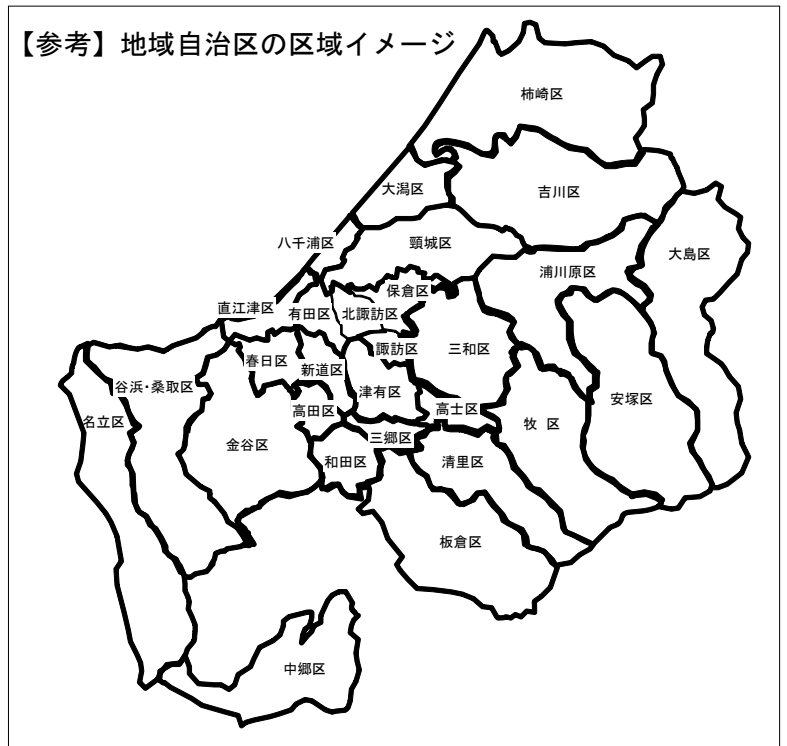 【参考】地域自治区の区域イメージ
柿崎区
大潟区
吉川区
八千浦区
頸城区
大島区
浦川原区
保倉区
直江津区
有田区
北諏訪区
諏訪区
三和区
春日区
新道区
谷浜・桑取区
津有区
安塚区
名立区
高田区
高士区
牧 区
金谷区
三郷区
和田区
清里区
板倉区
中郷区